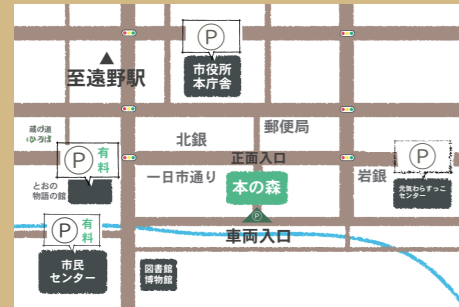 P
市役所
本庁舎
▲
至遠野駅
蔵の道
ひろば
P 有料
とおの
物語の館
北銀
郵便局
正面入口
一日市通り
本の森
岩銀
P
元気わらすっこ
センター
P 有料
市民
センター
P
車両入口
図書館
博物館